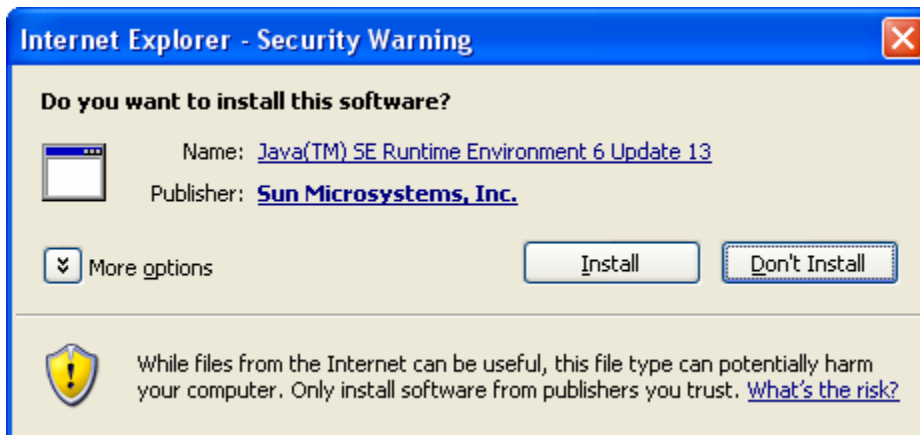 Internet Explorer - Security Warning
Do you want to install this software?
Name: Java(TM) SE Runtime Environment 6 Update 13
Publisher: Sun Microsystems, Inc.
More options
Install
Don't Install
While files from the Internet can be useful, this file type can potentially harm
your computer. Only install software from publishers you trust. What's the risk?